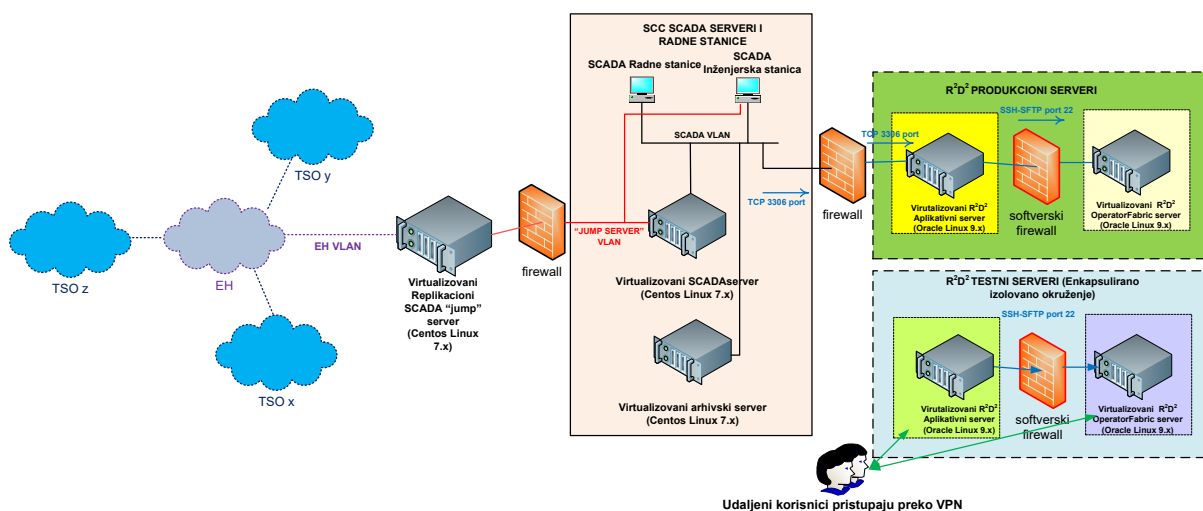 TSO y
TSO z
EH
TSO x
EH VLAN
Virtualizovani
Replikacioni
SCADA “jump”
server
(Centos Linux
7.x)
firewall
SCC SCADA SERVERI I
RADNE STANICE
SCADA Radne stanice
SCADA
Inženjerska stanica
SCADA VLAN
“JUMP SERVER”
VLAN
Virtualizovani SCADAserver
(Centos Linux 7.x)
Virtualizovani arhivski server
(Centos Linux 7.x)
TCP 3306 port
firewall
R²D² PRODUKCIONI SERVERI
SSH-SFTP port 22
TCP 3306 port
Virutalizovani R²D²
Aplikativni server
(Oracle Linux 9.x)
softverski
firewall
Virtualizovani R²D²
OperatorFabric server
(Oracle Linux 9.x)
R²D² TESTNI SERVERI (Enkapsulirano
izolovano okruženje)
SSH-SFTP port 22
Virutalizovani R²D²
Aplikativni server
(Oracle Linux 9.x)
softverski
firewall
Virtualizovani R²D²
OperatorFabric server
(Oracle Linux 9.x)
Udaljeni korisnici pristupaju preko VPN